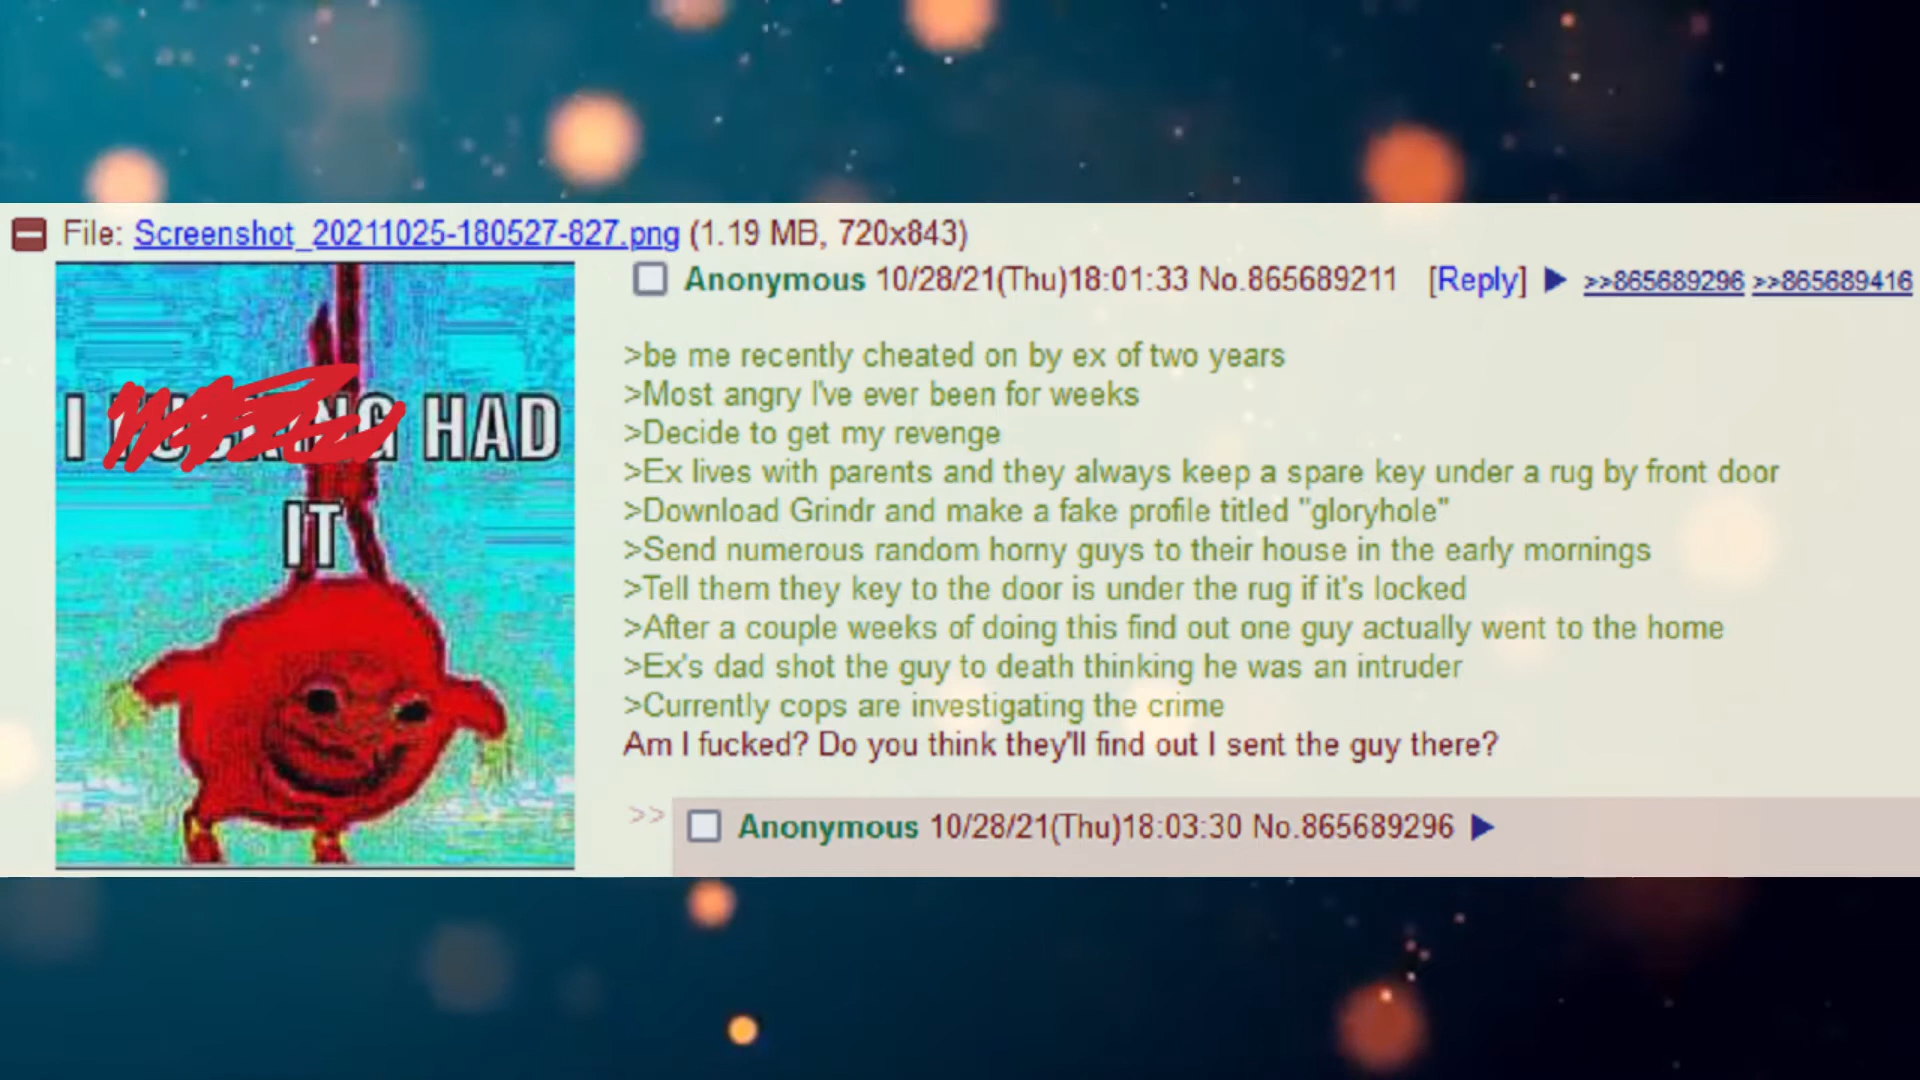 File: Screenshot_20211025-180527-827.png (1.19 MB, 720x843)
I HAD
IT
Anonymous 10/28/21(Thu)18:01:33 No.865689211 [Reply] ▶ >>865689296 >>865689416
>be me recently cheated on by ex of two years
>Most angry I've ever been for weeks
>Decide to get my revenge
>Ex lives with parents and they always keep a spare key under a rug by front door
>Download Grindr and make a fake profile titled "gloryhole"
>Send numerous random horny guys to their house in the early mornings
>Tell them they key to the door is under the rug if it's locked
>After a couple weeks of doing this find out one guy actually went to the home
>Ex's dad shot the guy to death thinking he was an intruder
>Currently cops are investigating the crime
Am I fucked? Do you think they'll find out I sent the guy there?
>> Anonymous 10/28/21(Thu)18:03:30 No.865689296 ▶